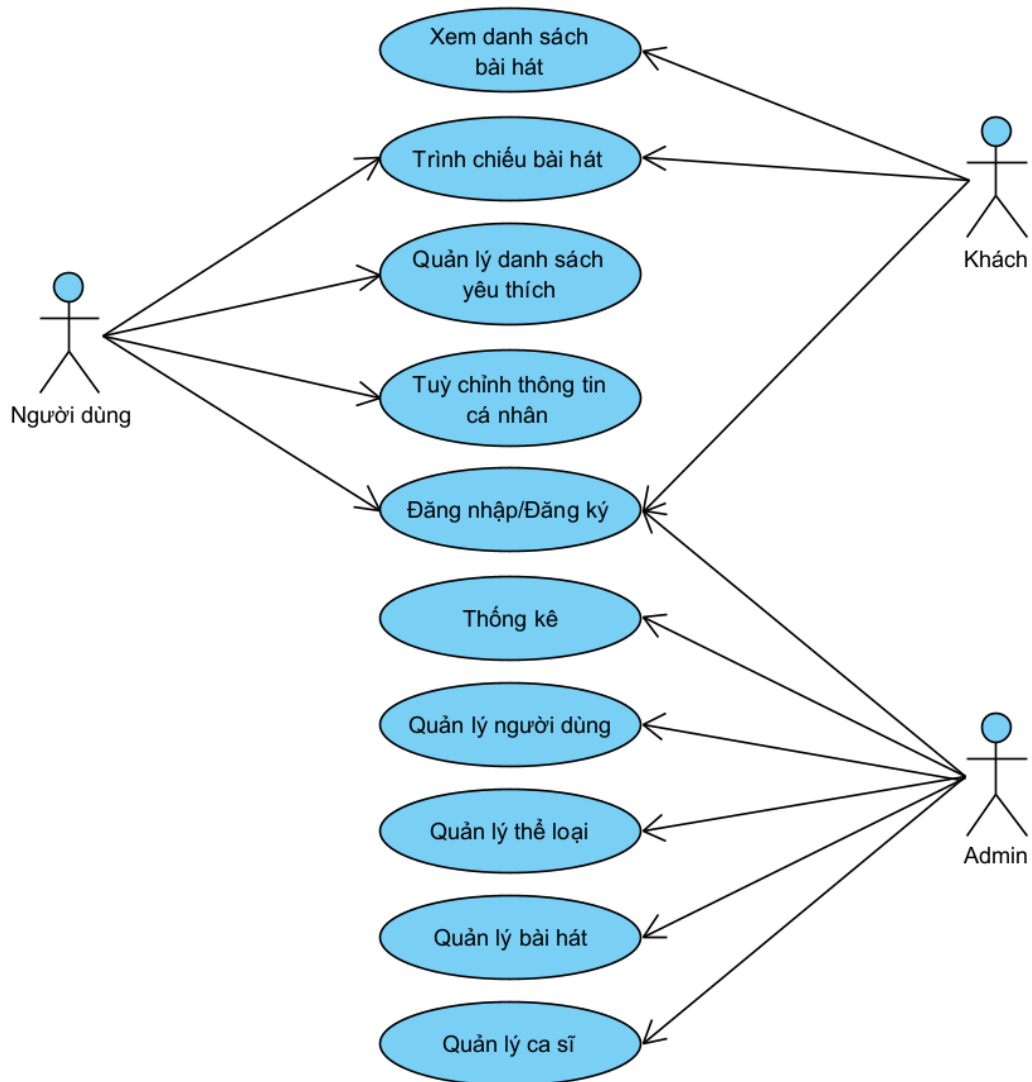 Xem danh sách
bài hát
Trình chiếu bài hát
Khách
Quản lý danh sách
yêu thích
Người dùng
Tuỳ chỉnh thông tin
cá nhân
Đăng nhập/Đăng ký
Thống kê
Quản lý người dùng
Quản lý thể loại
Admin
Quản lý bài hát
Quản lý ca sĩ